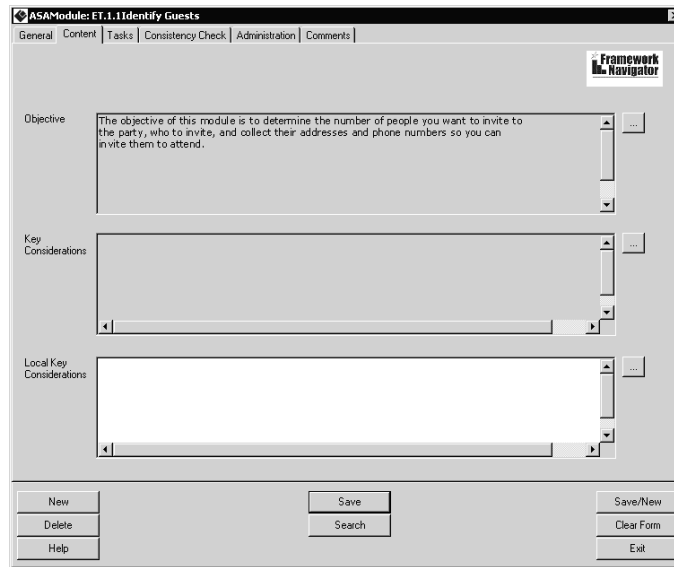 ASAModule: ET.1.1Identify Guests
General Content Tasks Consistency Check Administration Comments
Framework
Navigator
Objective
The objective of this module is to determine the number of people you want to invite to
the party, who to invite, and collect their addresses and phone numbers so you can
invite them to attend.
...
Key
Considerations
...
Local Key
Considerations
...
New Save Save/New
Delete Search Clear Form
Help Exit